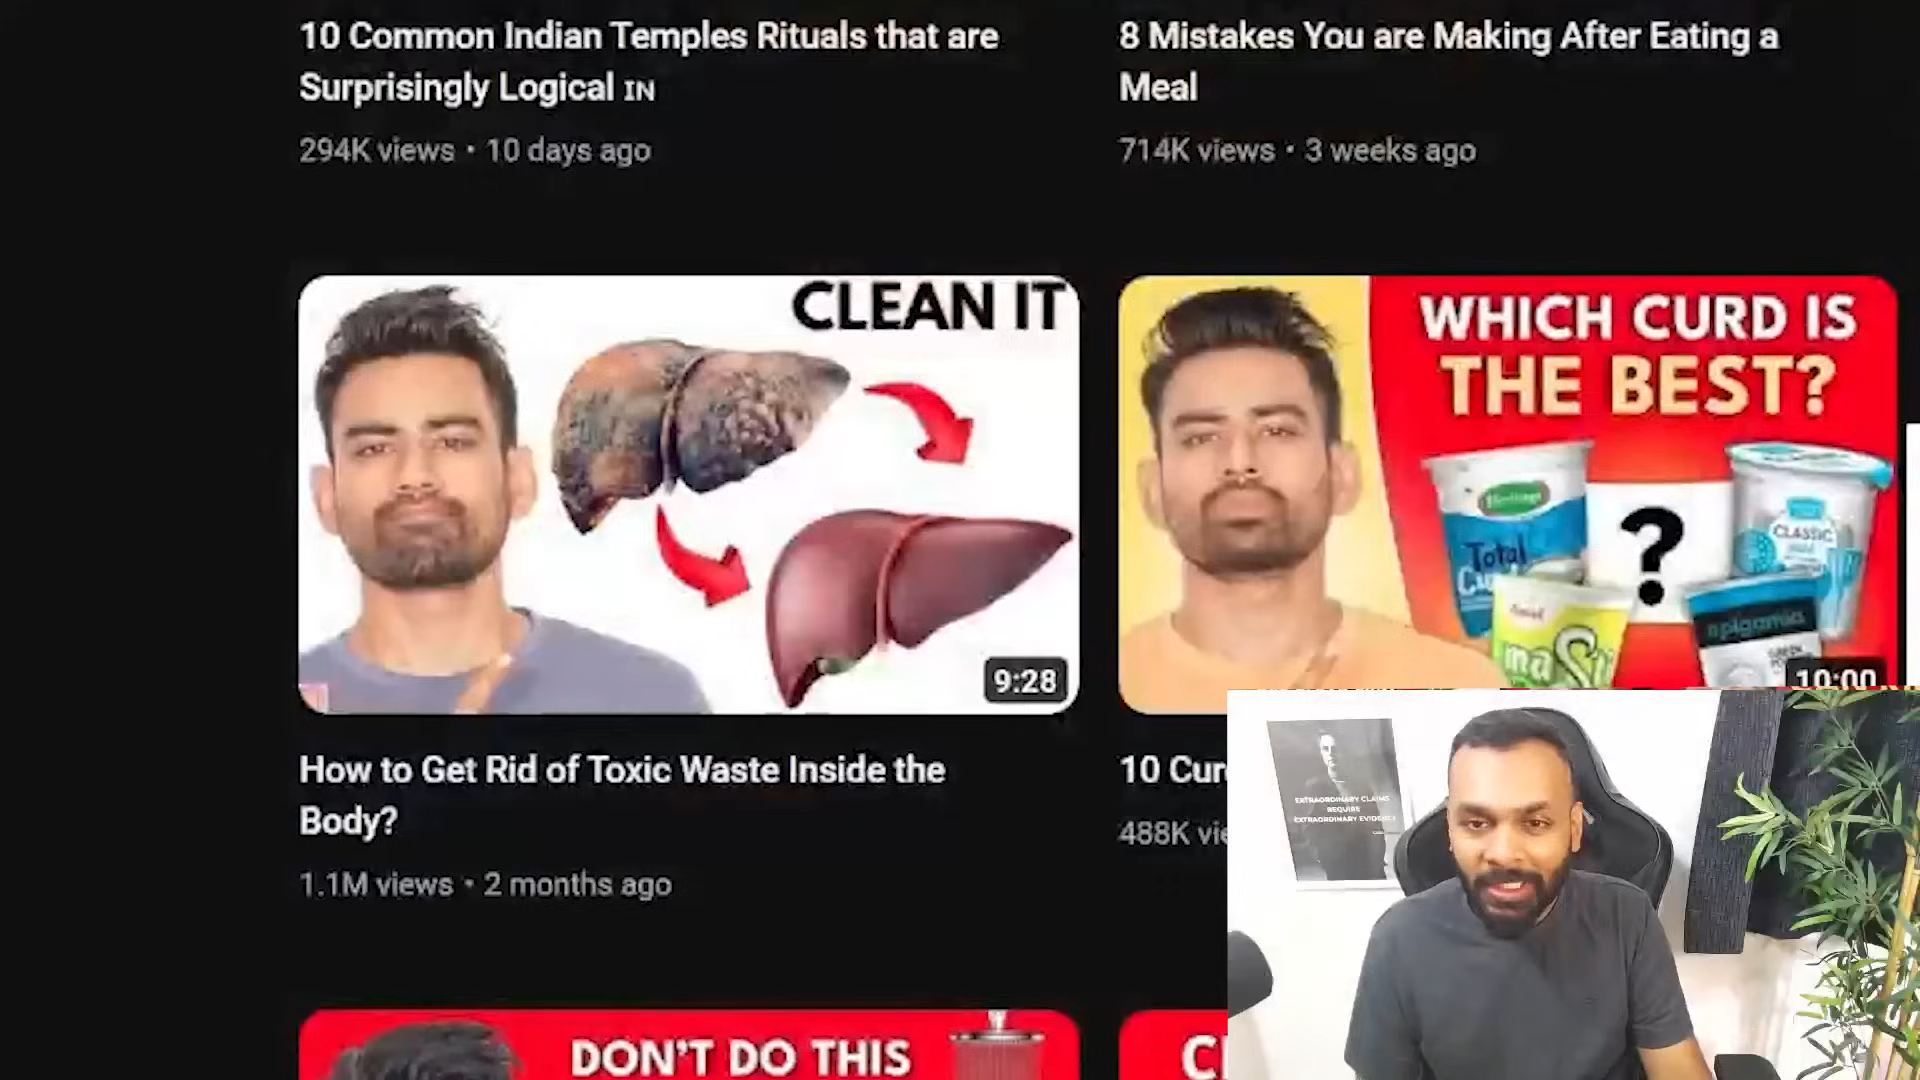 10 Common Indian Temples Rituals that are
Surprisingly Logical IN
294K views • 10 days ago
8 Mistakes You are Making After Eating a
Meal
714K views • 3 weeks ago
CLEAN IT
9:28
How to Get Rid of Toxic Waste Inside the
Body?
1.1M views • 2 months ago
WHICH CURD IS
THE BEST?
Total
CLASSIC
?
epigamia
10:00
10 Cur
488K vie
EXTRAORDINARY CLAIMS
REQUIRE
EXTRAORDINARY EVIDENCE
DON'T DO THIS